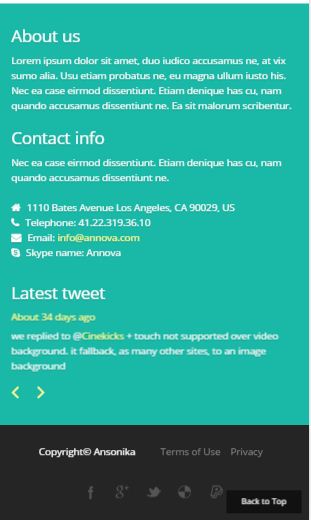 About us
Lorem ipsum dolor sit amet, duo iudico accusamus ne, at vix
sumo alia. Usu etiam probatus ne, eu magna ullum iusto his.
Nec ea case eirmod dissentiunt. Etiam denique has cu, nam
quando accusamus dissentiunt ne. Ea sit malorum scribentur.
Contact info
Nec ea case eirmod dissentiunt. Etiam denique has cu, nam
quando accusamus dissentiunt ne.
1110 Bates Avenue Los Angeles, CA 90029, US
Telephone: 41.22.319.36.10
Email: info@annova.com
Skype name: Annova
Latest tweet
About 34 days ago
we replied to @Cinekicks + touch not supported over video
background. it fallback, as many other sites, to an image
background
Copyright© Ansonika Terms of Use Privacy
Back to Top